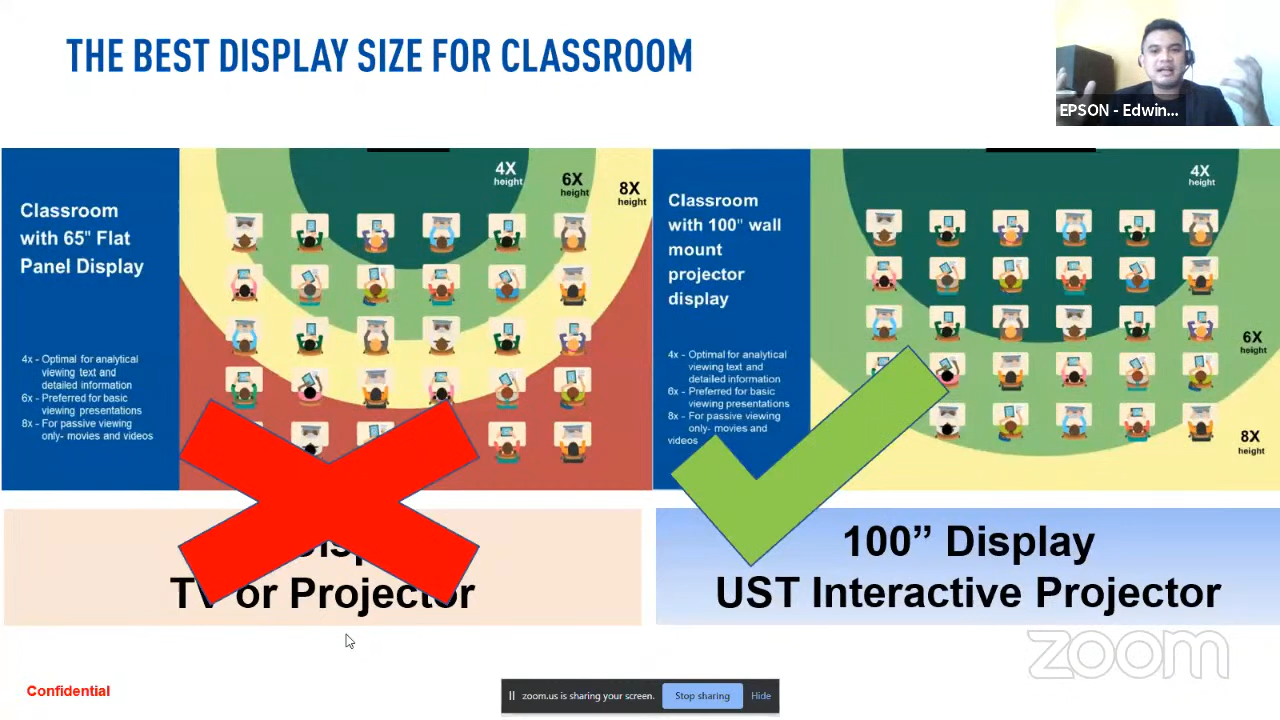 THE BEST DISPLAY SIZE FOR CLASSROOM
EPSON - Edwin...
Classroom
with 65" Flat
Panel Display
4x - Optimal for analytical
viewing text and
detailed information
6x - Preferred for basic
viewing presentations
8x - For passive viewing
only- movies and videos
4X
height
6X
height
8X
height
Classroom
with 100" wall
mount
projector
display
4x - Optimal for analytical
viewing text and
detailed information
6x - Preferred for basic
viewing presentations
8x - For passive viewing
only- movies and
videos
4X
height
6X
height
8X
height
TV or Projector
100” Display
UST Interactive Projector
zoom
Confidential
zoom.us is sharing your screen.
Stop sharing
Hide